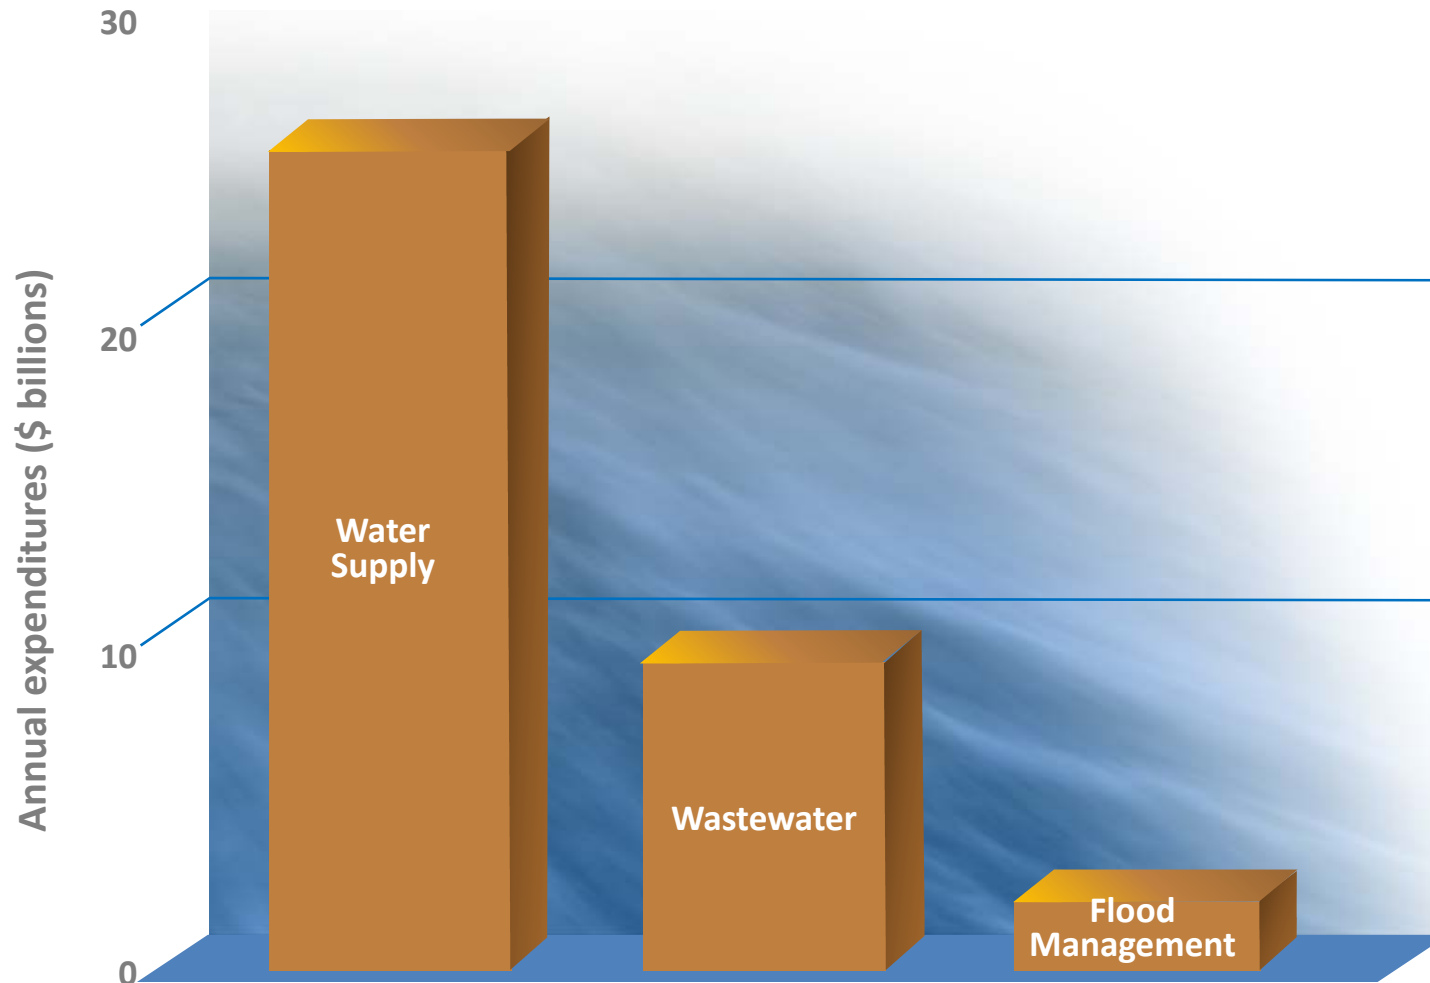 Annual expenditures ($ billions)
30
20
10
0
Water
Supply
Wastewater
Flood
Management